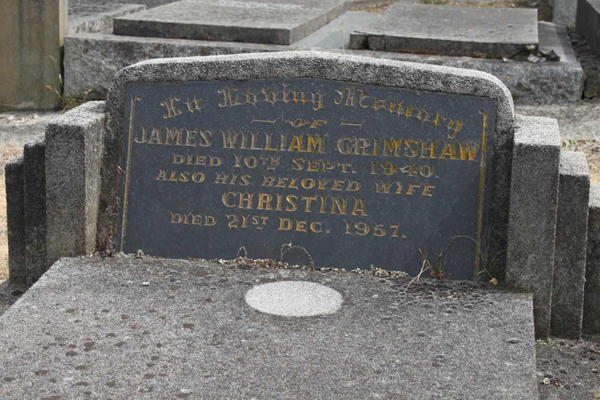 In Loving Memory
OF
JAMES WILLIAM GRIMSHAW
DIED 10TH SEPT. 1940.
ALSO HIS BELOVED WIFE
CHRISTINA
DIED 21ST DEC. 1957.